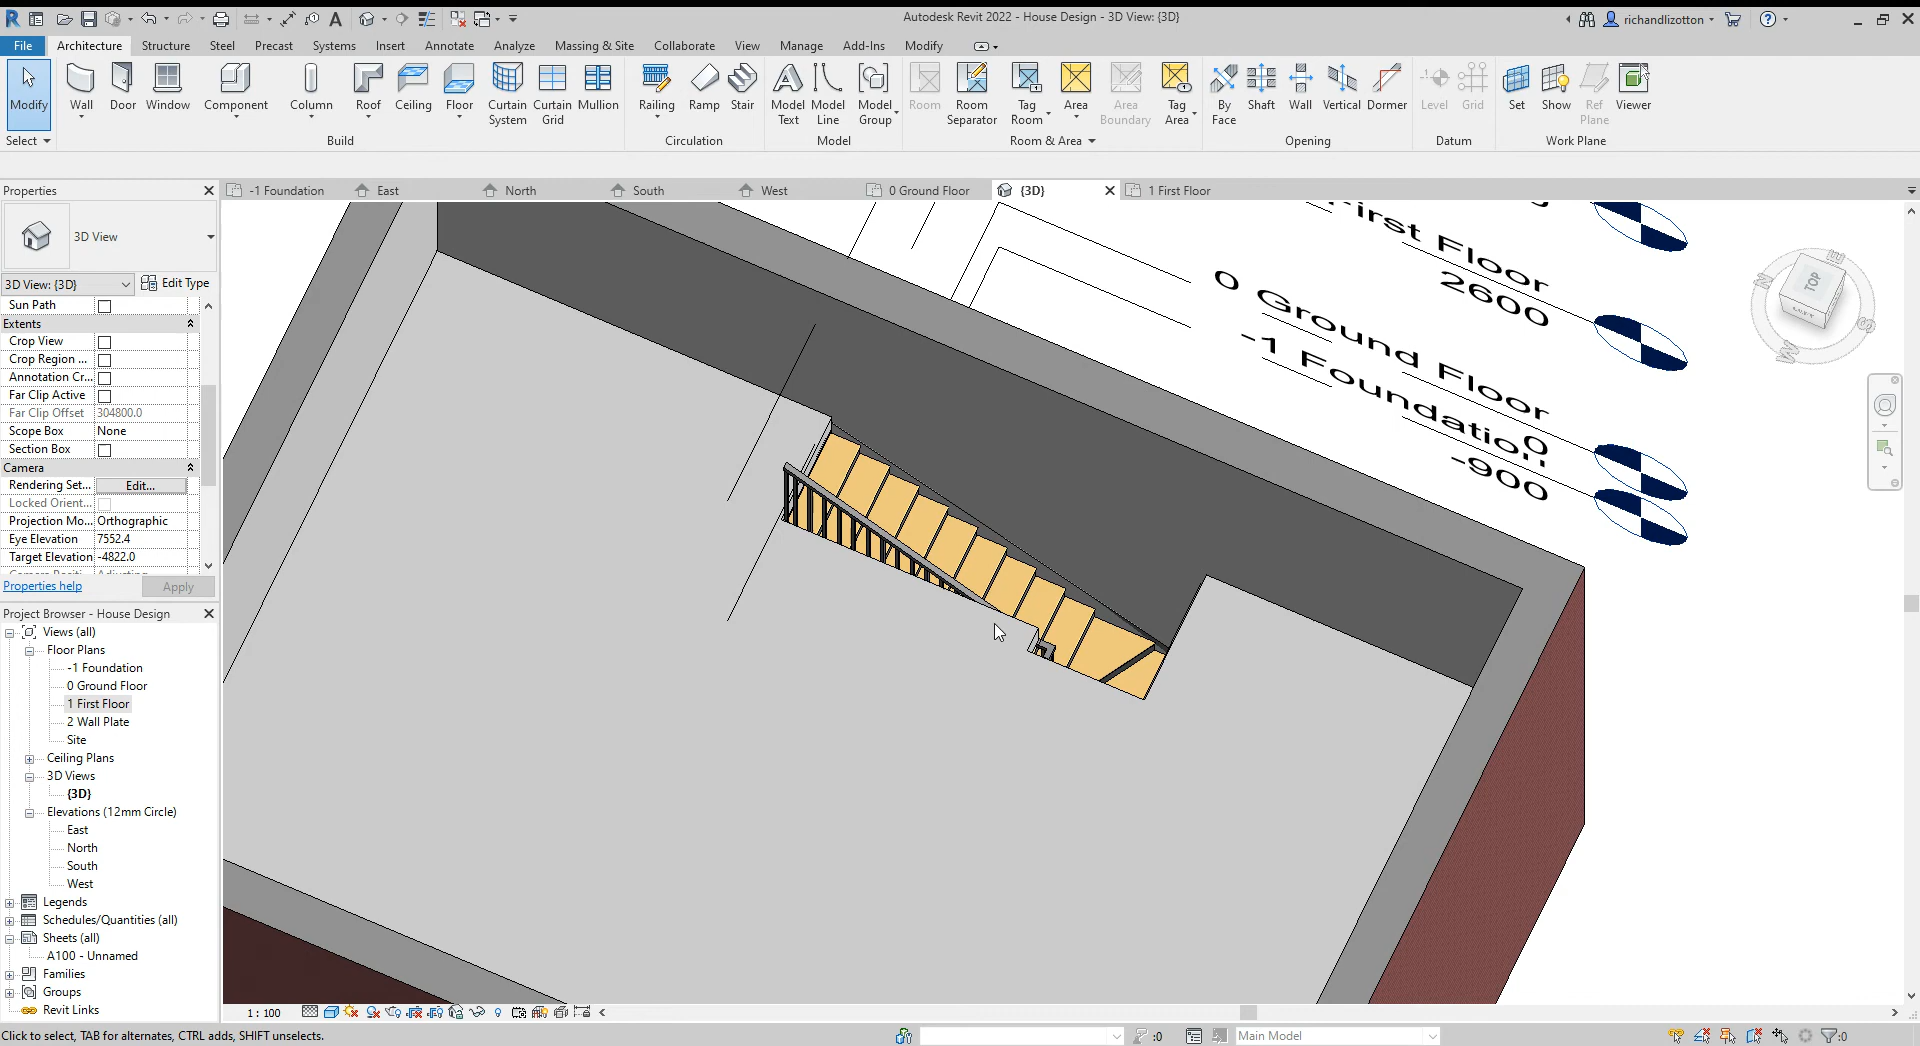 Autodesk Revit 2022 - House Design - 3D View: {3D}
richandlizotton
File Architecture Structure Steel Precast Systems Insert Annotate Analyze Massing & Site Collaborate View Manage Add-Ins Modify
Modify Wall Door Window Component Column Roof Ceiling Floor Curtain System Curtain Grid Mullion Railing Ramp Stair Model Text Model Line Model Group Room Room Separator Tag Room Area Area Boundary Tag Area By Face Shaft Wall Vertical Dormer Level Grid Set Show Ref Plane Viewer
Select Build Circulation Model Room & Area Opening Datum Work Plane
Properties
-1 Foundation East North South West 0 Ground Floor {3D} 1 First Floor
3D View
3D View: {3D} Edit Type
Sun Path
Extents
Crop View
Crop Region ...
Annotation Cr...
Far Clip Active
Far Clip Offset 304800.0
Scope Box None
Section Box
Camera
Rendering Set... Edit...
Locked Orient...
Projection Mo... Orthographic
Eye Elevation 7552.4
Target Elevation -4822.0
Properties help Apply
Project Browser - House Design
Views (all)
Floor Plans
-1 Foundation
0 Ground Floor
1 First Floor
2 Wall Plate
Site
Ceiling Plans
3D Views
{3D}
Elevations (12mm Circle)
East
North
South
West
Legends
Schedules/Quantities (all)
Sheets (all)
A100 - Unnamed
Families
Groups
Revit Links
First Floor
2600
0 Ground Floor
0
-1 Foundation
-900
TOP
LEFT
E
S
W
N
1 : 100
Click to select, TAB for alternates, CTRL adds, SHIFT unselects.
:0
Main Model
:0